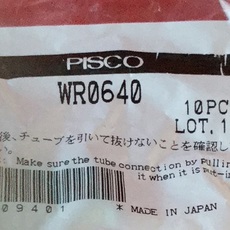 PISCO
WR0640
10PC
LOT.1
後、チューブを引いて抜けないことを確認し
Make sure the tube connection by pullin
it when it is put-i
09401
* MADE IN JAPAN